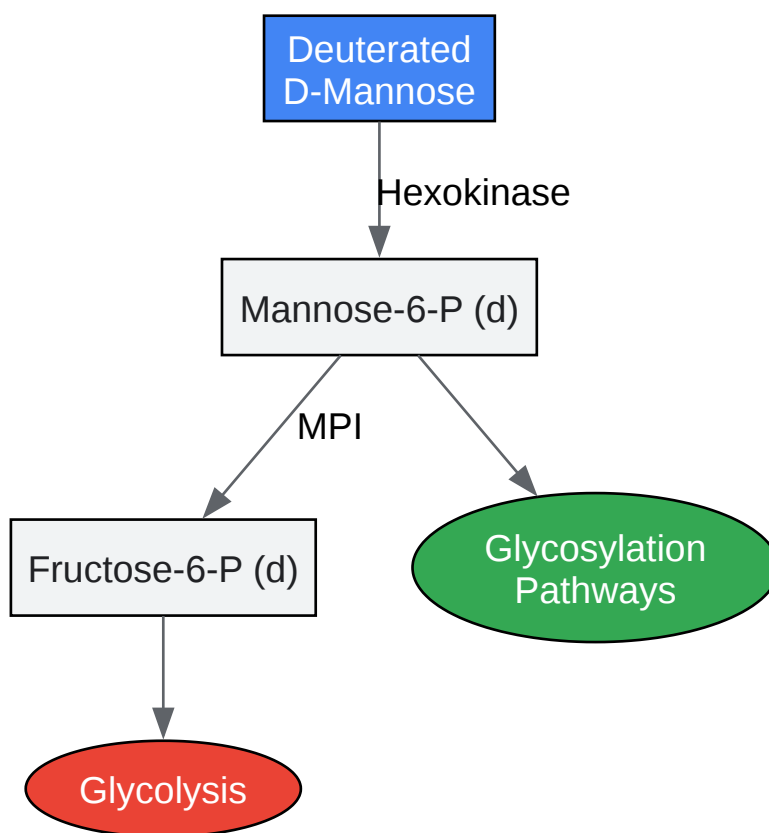 Deuterated
D-Mannose
Hexokinase
Mannose-6-P (d)
MPI
Fructose-6-P (d)
Glycosylation
Pathways
Glycolysis